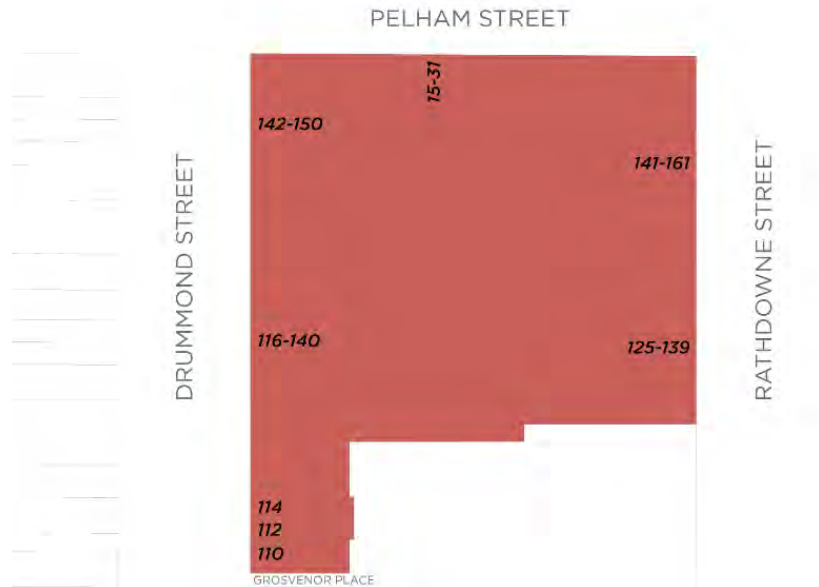 PELHAM STREET
15-31
142-150
141-161
DRUMMOND STREET
RATHDOWNE STREET
116-140
125-139
114
112
110
GROSVENOR PLACE